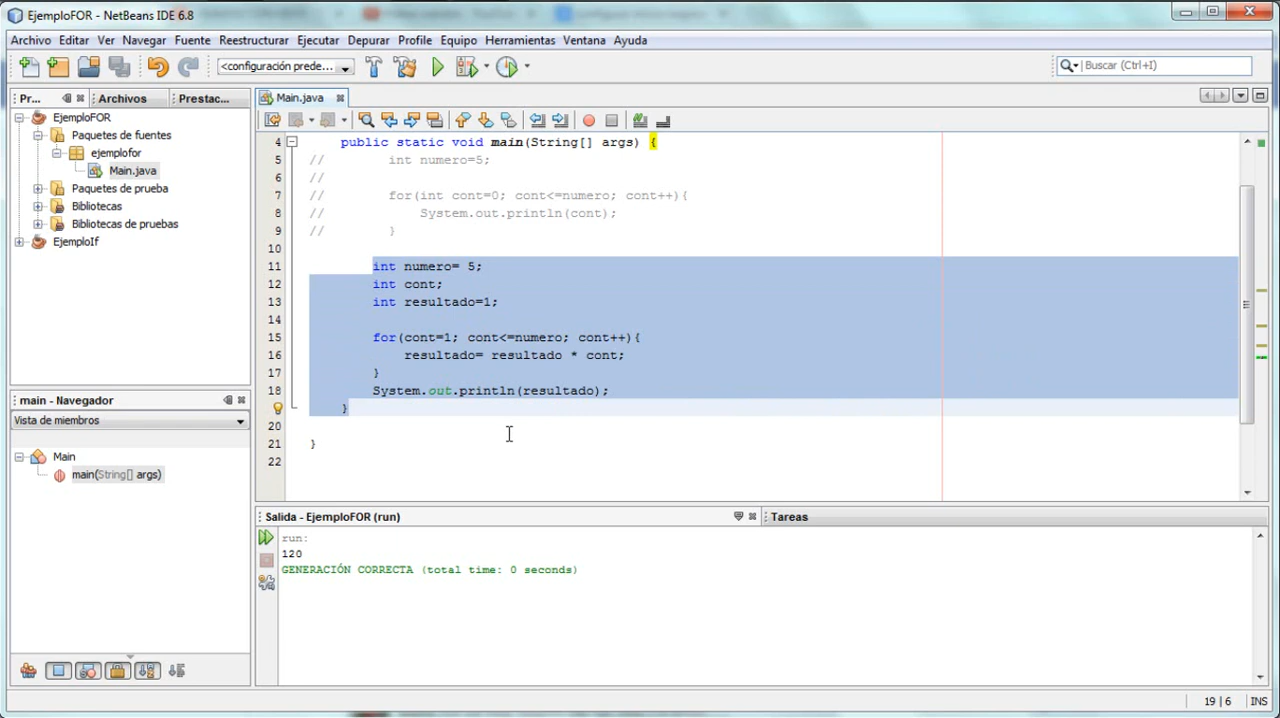 EjemploFOR - NetBeans IDE 6.8
Archivo Editar Ver Navegar Fuente Reestructurar Ejecutar Depurar Profile Equipo Herramientas Ventana Ayuda
<configuración prede...
Buscar (Ctrl+I)
Pr... Archivos Prestac...
EjemploFOR
Paquetes de fuentes
ejemplofor
Main.java
Paquetes de prueba
Bibliotecas
Bibliotecas de pruebas
EjemploIf
main - Navegador
Vista de miembros
Main
main(String[] args)
Main.java
4 public static void main(String[] args) {
5 // int numero=5;
6 //
7 // for(int cont=0; cont<=numero; cont++){
8 // System.out.println(cont);
9 // }
10
11 int numero= 5;
12 int cont;
13 int resultado=1;
14
15 for(cont=1; cont<=numero; cont++){
16 resultado= resultado * cont;
17 }
18 System.out.println(resultado);
}
20
21 }
22
Salida - EjemploFOR (run) Tareas
run:
120
GENERACIÓN CORRECTA (total time: 0 seconds)
19 | 6 INS